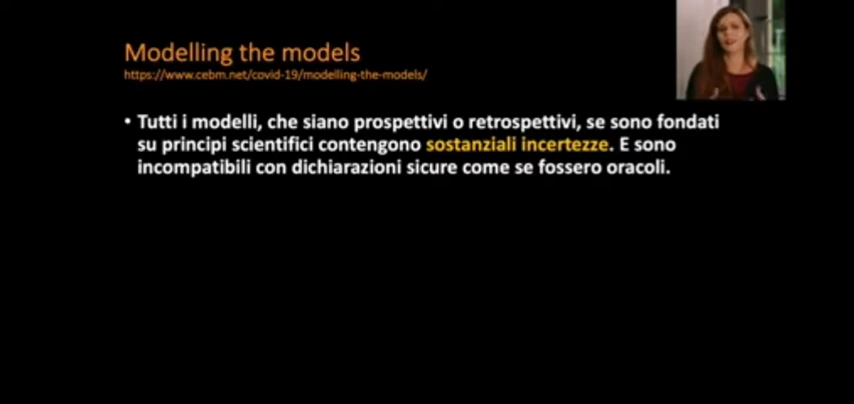 Modelling the models
https://www.cebm.net/covid-19/modelling-the-models/
• Tutti i modelli, che siano prospettivi o retrospettivi, se sono fondati
su principi scientifici contengono sostanziali incertezze. E sono
incompatibili con dichiarazioni sicure come se fossero oracoli.